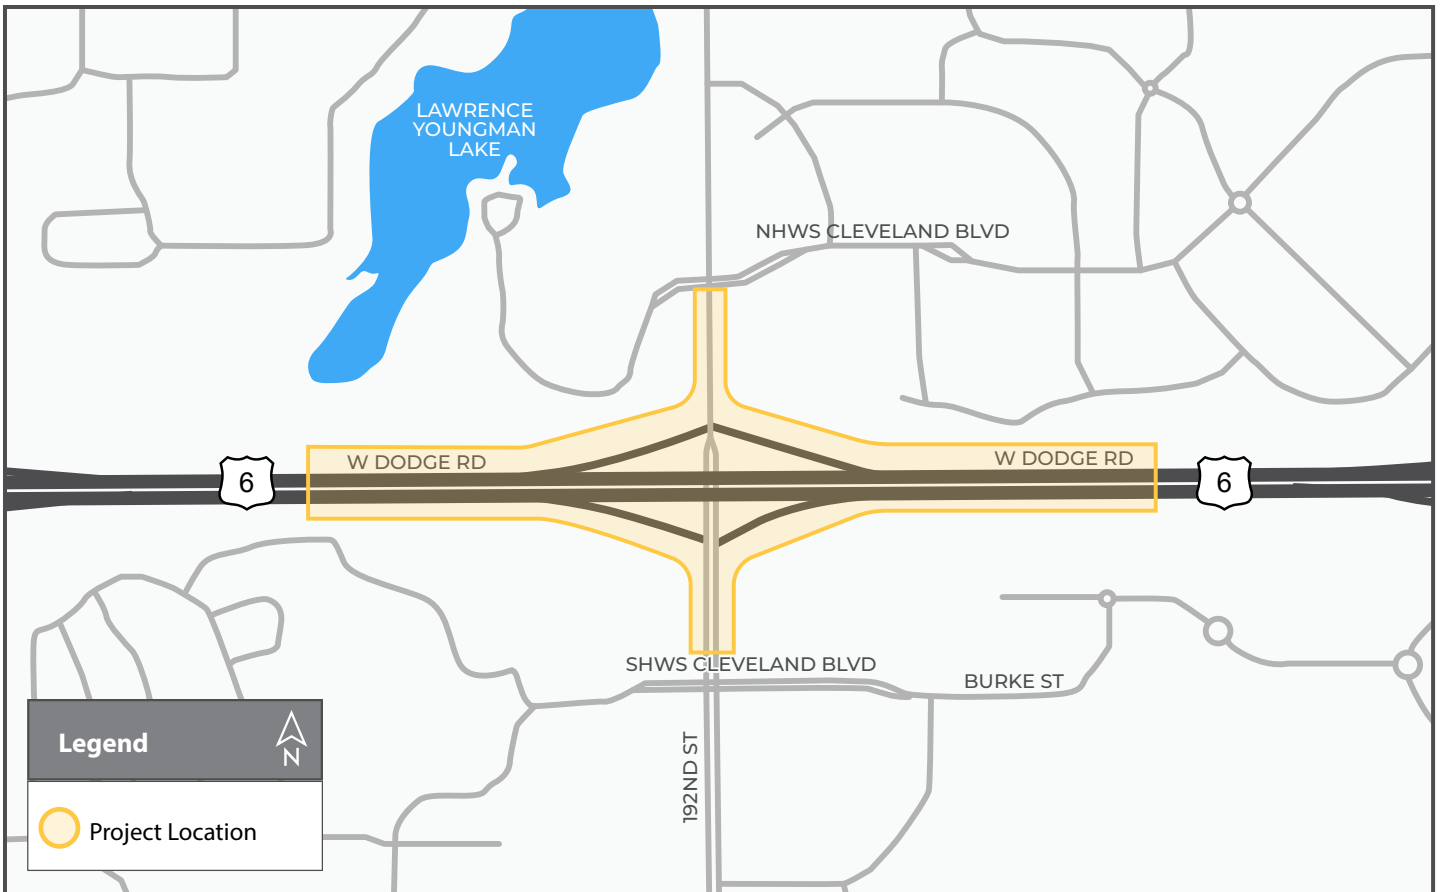 LAWRENCE
YOUNGMAN
LAKE
NHWS CLEVELAND BLVD
W DODGE RD
W DODGE RD
6
6
SHWS CLEVELAND BLVD
BURKE ST
192ND ST
Legend
N
Project Location